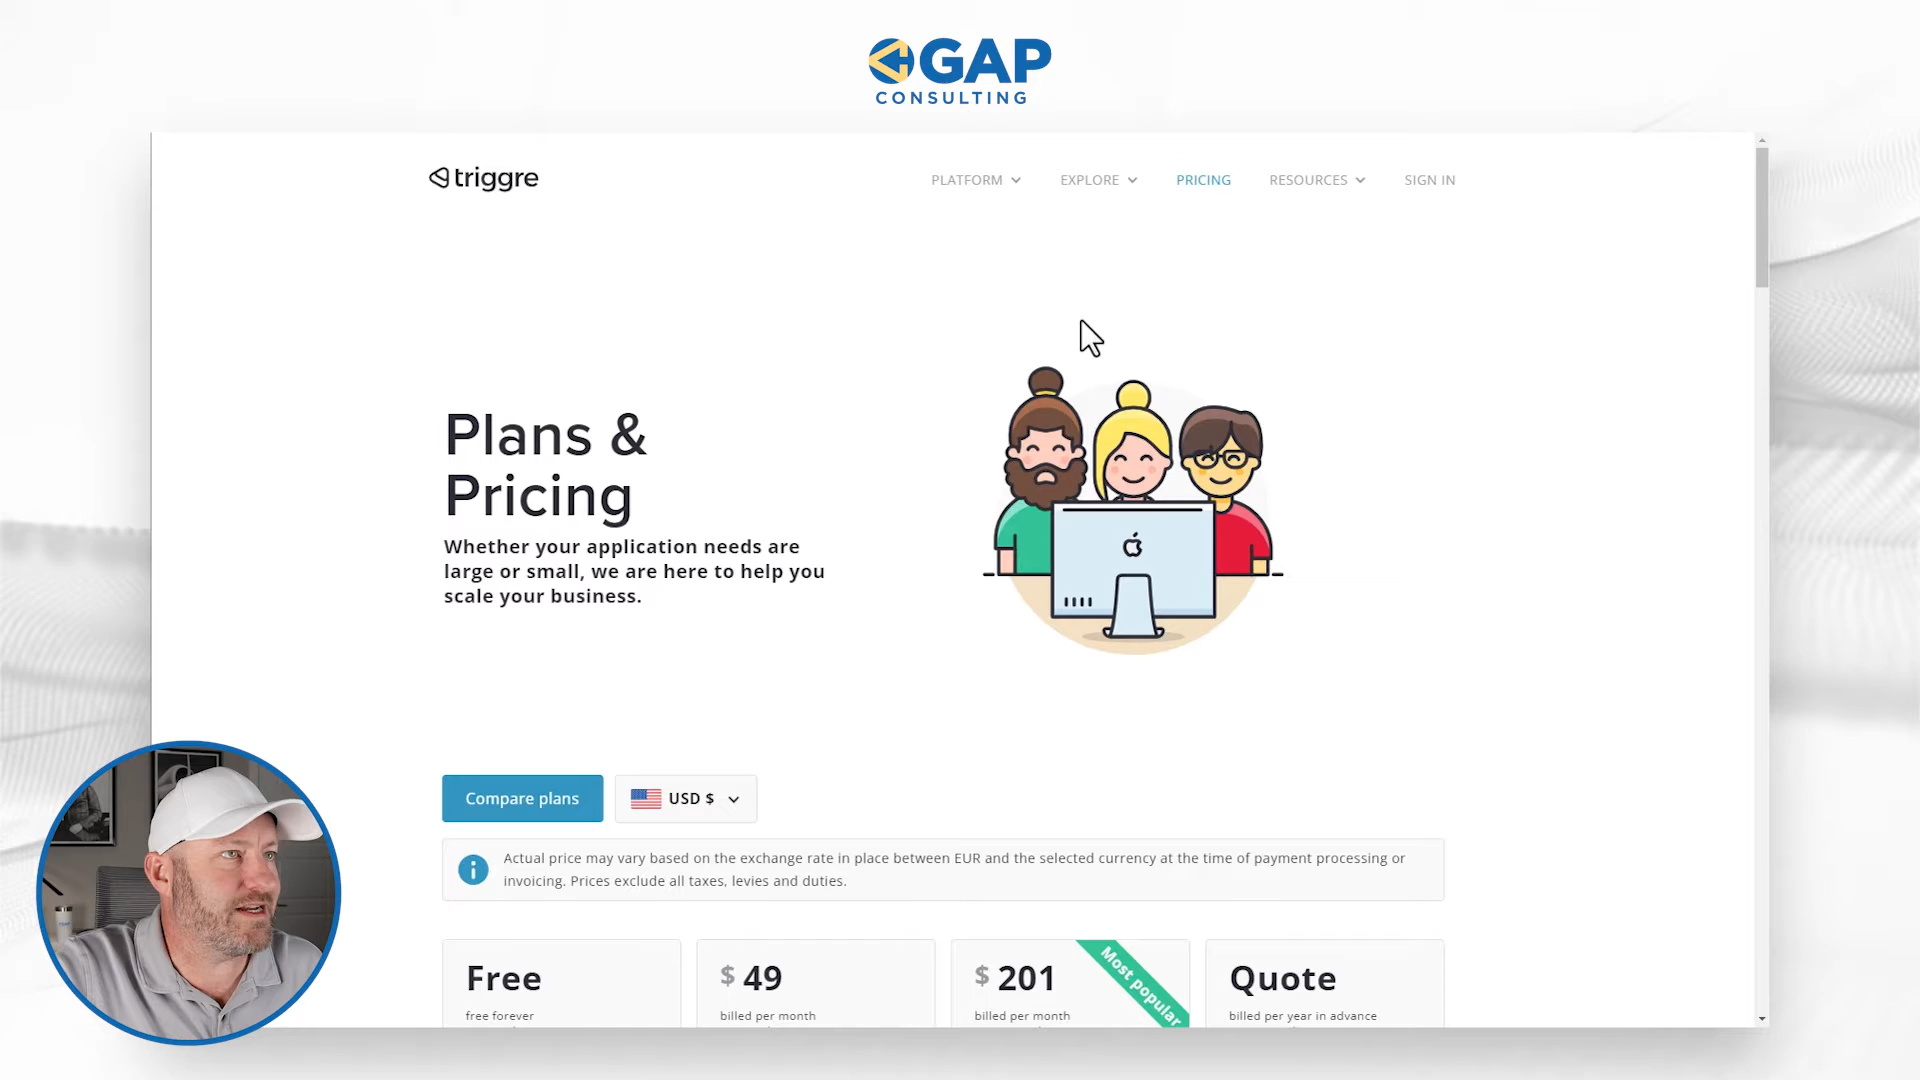 GAP
CONSULTING
triggre
PLATFORM
EXPLORE
PRICING
RESOURCES
SIGN IN
Plans &
Pricing
Whether your application needs are
large or small, we are here to help you
scale your business.
Compare plans
USD $
Actual price may vary based on the exchange rate in place between EUR and the selected currency at the time of payment processing or
invoicing. Prices exclude all taxes, levies and duties.
Free
free forever
$ 49
billed per month
$ 201
billed per month
Most popular
Quote
billed per year in advance